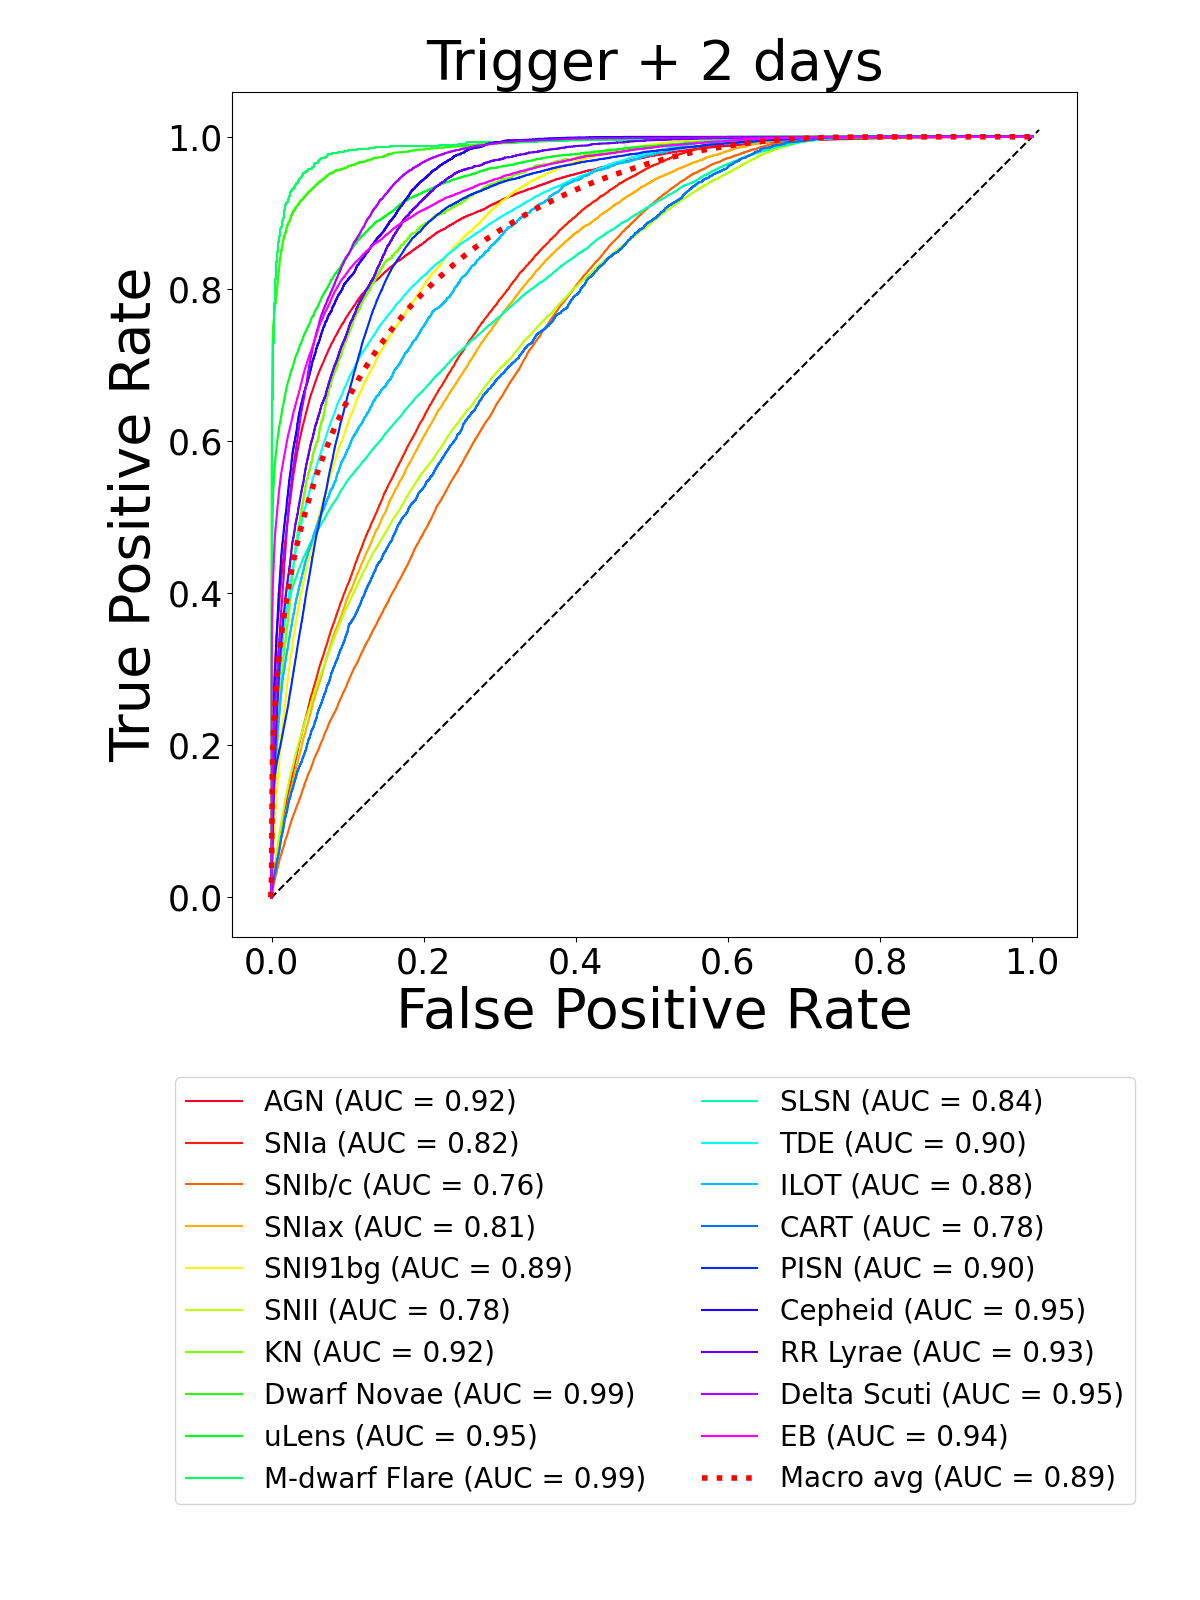 Trigger + 2 days
True Positive Rate
1.0
0.8
0.6
0.4
0.2
0.0
0.0 0.2 0.4 0.6 0.8 1.0
False Positive Rate
AGN (AUC = 0.92)
SNIa (AUC = 0.82)
SNIb/c (AUC = 0.76)
SNIax (AUC = 0.81)
SNI91bg (AUC = 0.89)
SNII (AUC = 0.78)
KN (AUC = 0.92)
Dwarf Novae (AUC = 0.99)
uLens (AUC = 0.95)
M-dwarf Flare (AUC = 0.99)
SLSN (AUC = 0.84)
TDE (AUC = 0.90)
ILOT (AUC = 0.88)
CART (AUC = 0.78)
PISN (AUC = 0.90)
Cepheid (AUC = 0.95)
RR Lyrae (AUC = 0.93)
Delta Scuti (AUC = 0.95)
EB (AUC = 0.94)
Macro avg (AUC = 0.89)